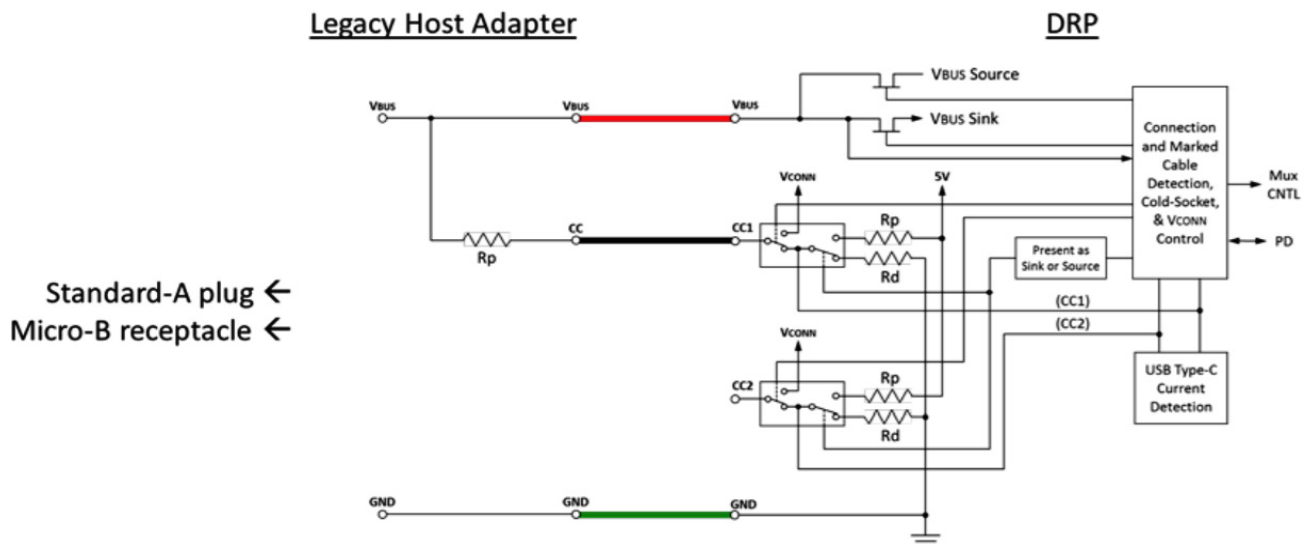 Legacy Host Adapter
DRP
VBUS Source
VBUS
VBUS
VBUS
VBUS Sink
Connection
and Marked
Cable
Detection,
Cold-Socket,
& VCONN
Control
Mux
CNTL
PD
VCONN
5V
CC
CC1
Rp
Rp
Rd
Present as
Sink or Source
Standard-A plug ←
Micro-B receptacle ←
(CC1)
(CC2)
VCONN
USB Type-C
Current
Detection
CC2
Rp
Rd
GND
GND
GND